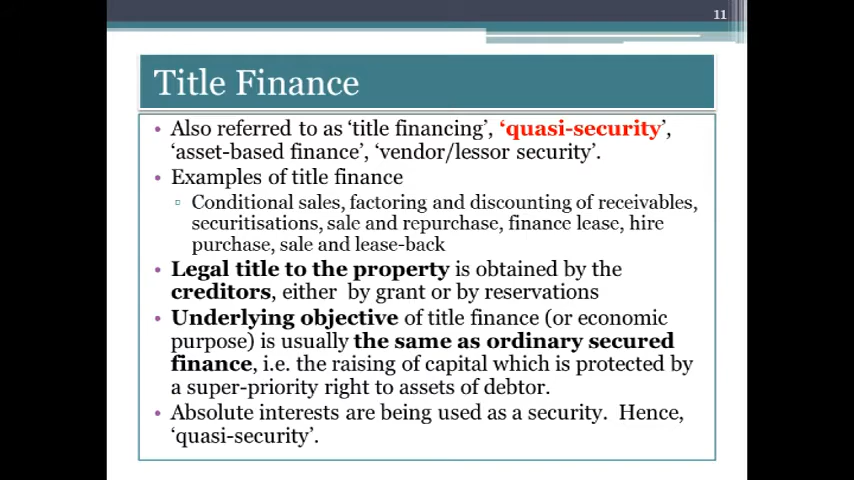 11
Title Finance
• Also referred to as ‘title financing’, ‘quasi-security’,
‘asset-based finance’, ‘vendor/lessor security’.
• Examples of title finance
▫ Conditional sales, factoring and discounting of receivables,
securitisations, sale and repurchase, finance lease, hire
purchase, sale and lease-back
• Legal title to the property is obtained by the
creditors, either by grant or by reservations
• Underlying objective of title finance (or economic
purpose) is usually the same as ordinary secured
finance, i.e. the raising of capital which is protected by
a super-priority right to assets of debtor.
• Absolute interests are being used as a security. Hence,
‘quasi-security’.